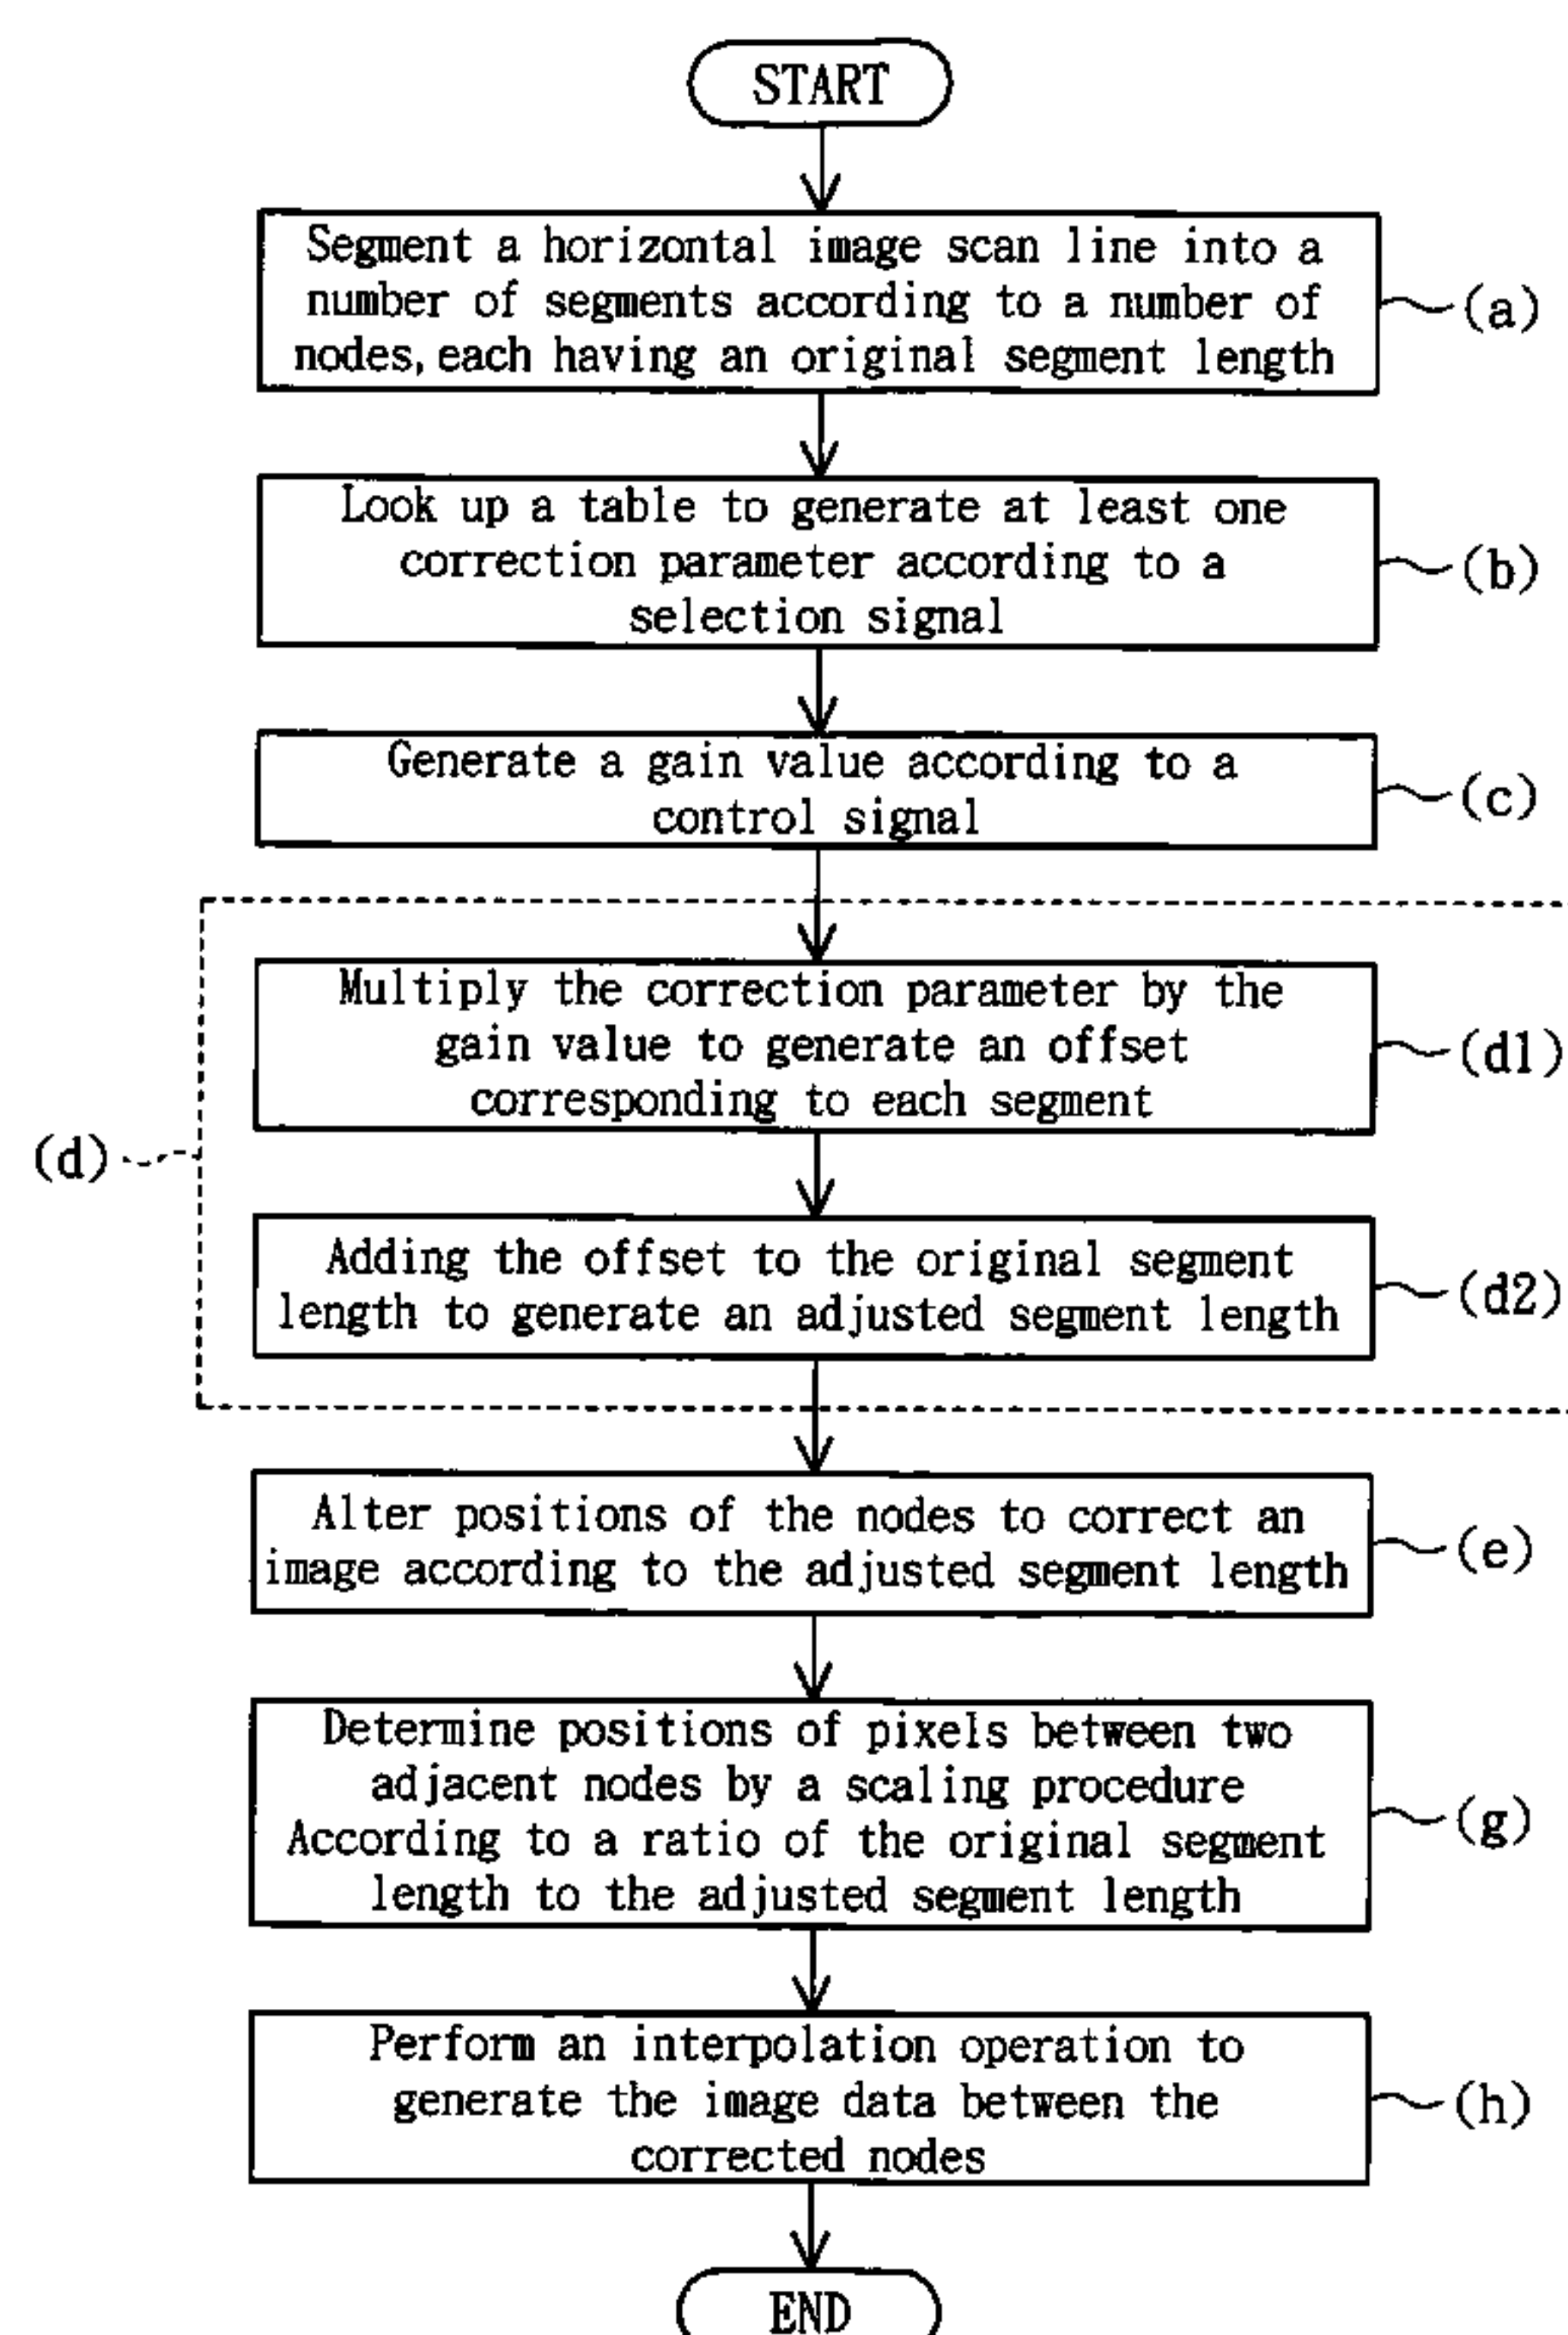 START
Segment a horizontal image scan line into a
number of segments according to a number of
nodes, each having an original segment length
(a)
Look up a table to generate at least one
correction parameter according to a
selection signal
(b)
Generate a gain value according to a
control signal
(c)
Multiply the correction parameter by the
gain value to generate an offset
corresponding to each segment
(d1)
(d)
Adding the offset to the original segment
length to generate an adjusted segment length
(d2)
Alter positions of the nodes to correct an
image according to the adjusted segment length
(e)
Determine positions of pixels between two
adjacent nodes by a scaling procedure
According to a ratio of the original segment
length to the adjusted segment length
(g)
Perform an interpolation operation to
generate the image data between the
corrected nodes
(h)
END